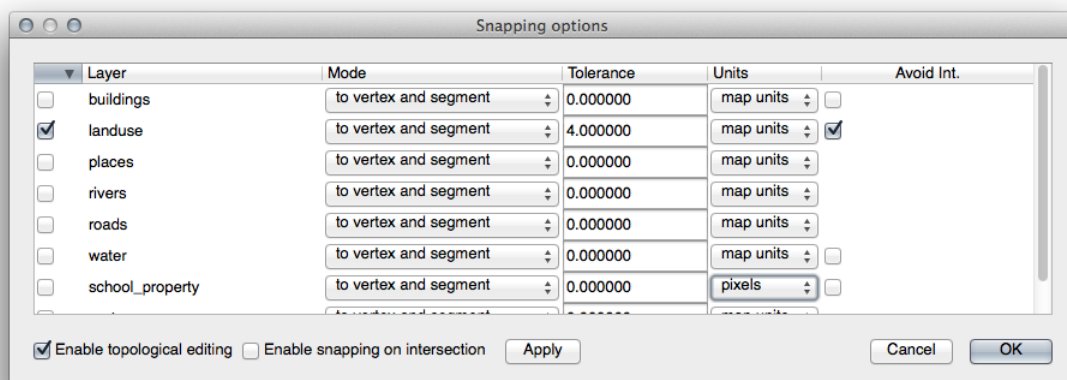 Snapping options
Layer Mode Tolerance Units Avoid Int.
buildings to vertex and segment 0.000000 map units
landuse to vertex and segment 4.000000 map units
places to vertex and segment 0.000000 map units
rivers to vertex and segment 0.000000 map units
roads to vertex and segment 0.000000 map units
water to vertex and segment 0.000000 map units
school_property to vertex and segment 0.000000 pixels
Enable topological editing Enable snapping on intersection Apply Cancel OK